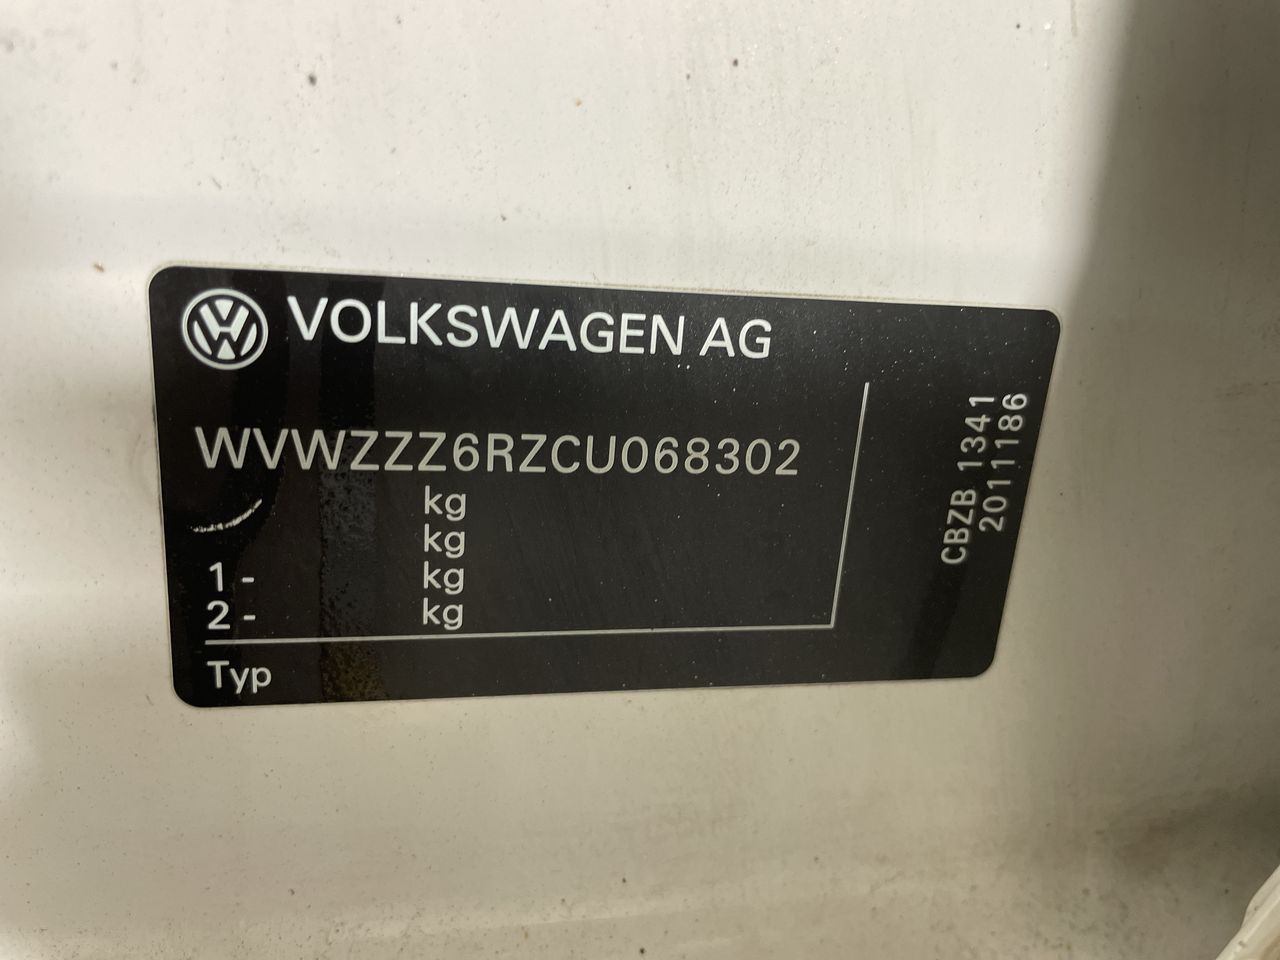 VOLKSWAGEN AG
WVWZZZ6RZCU068302
kg
kg
1 - kg
2 - kg
Typ
CBZB 1341
2011186